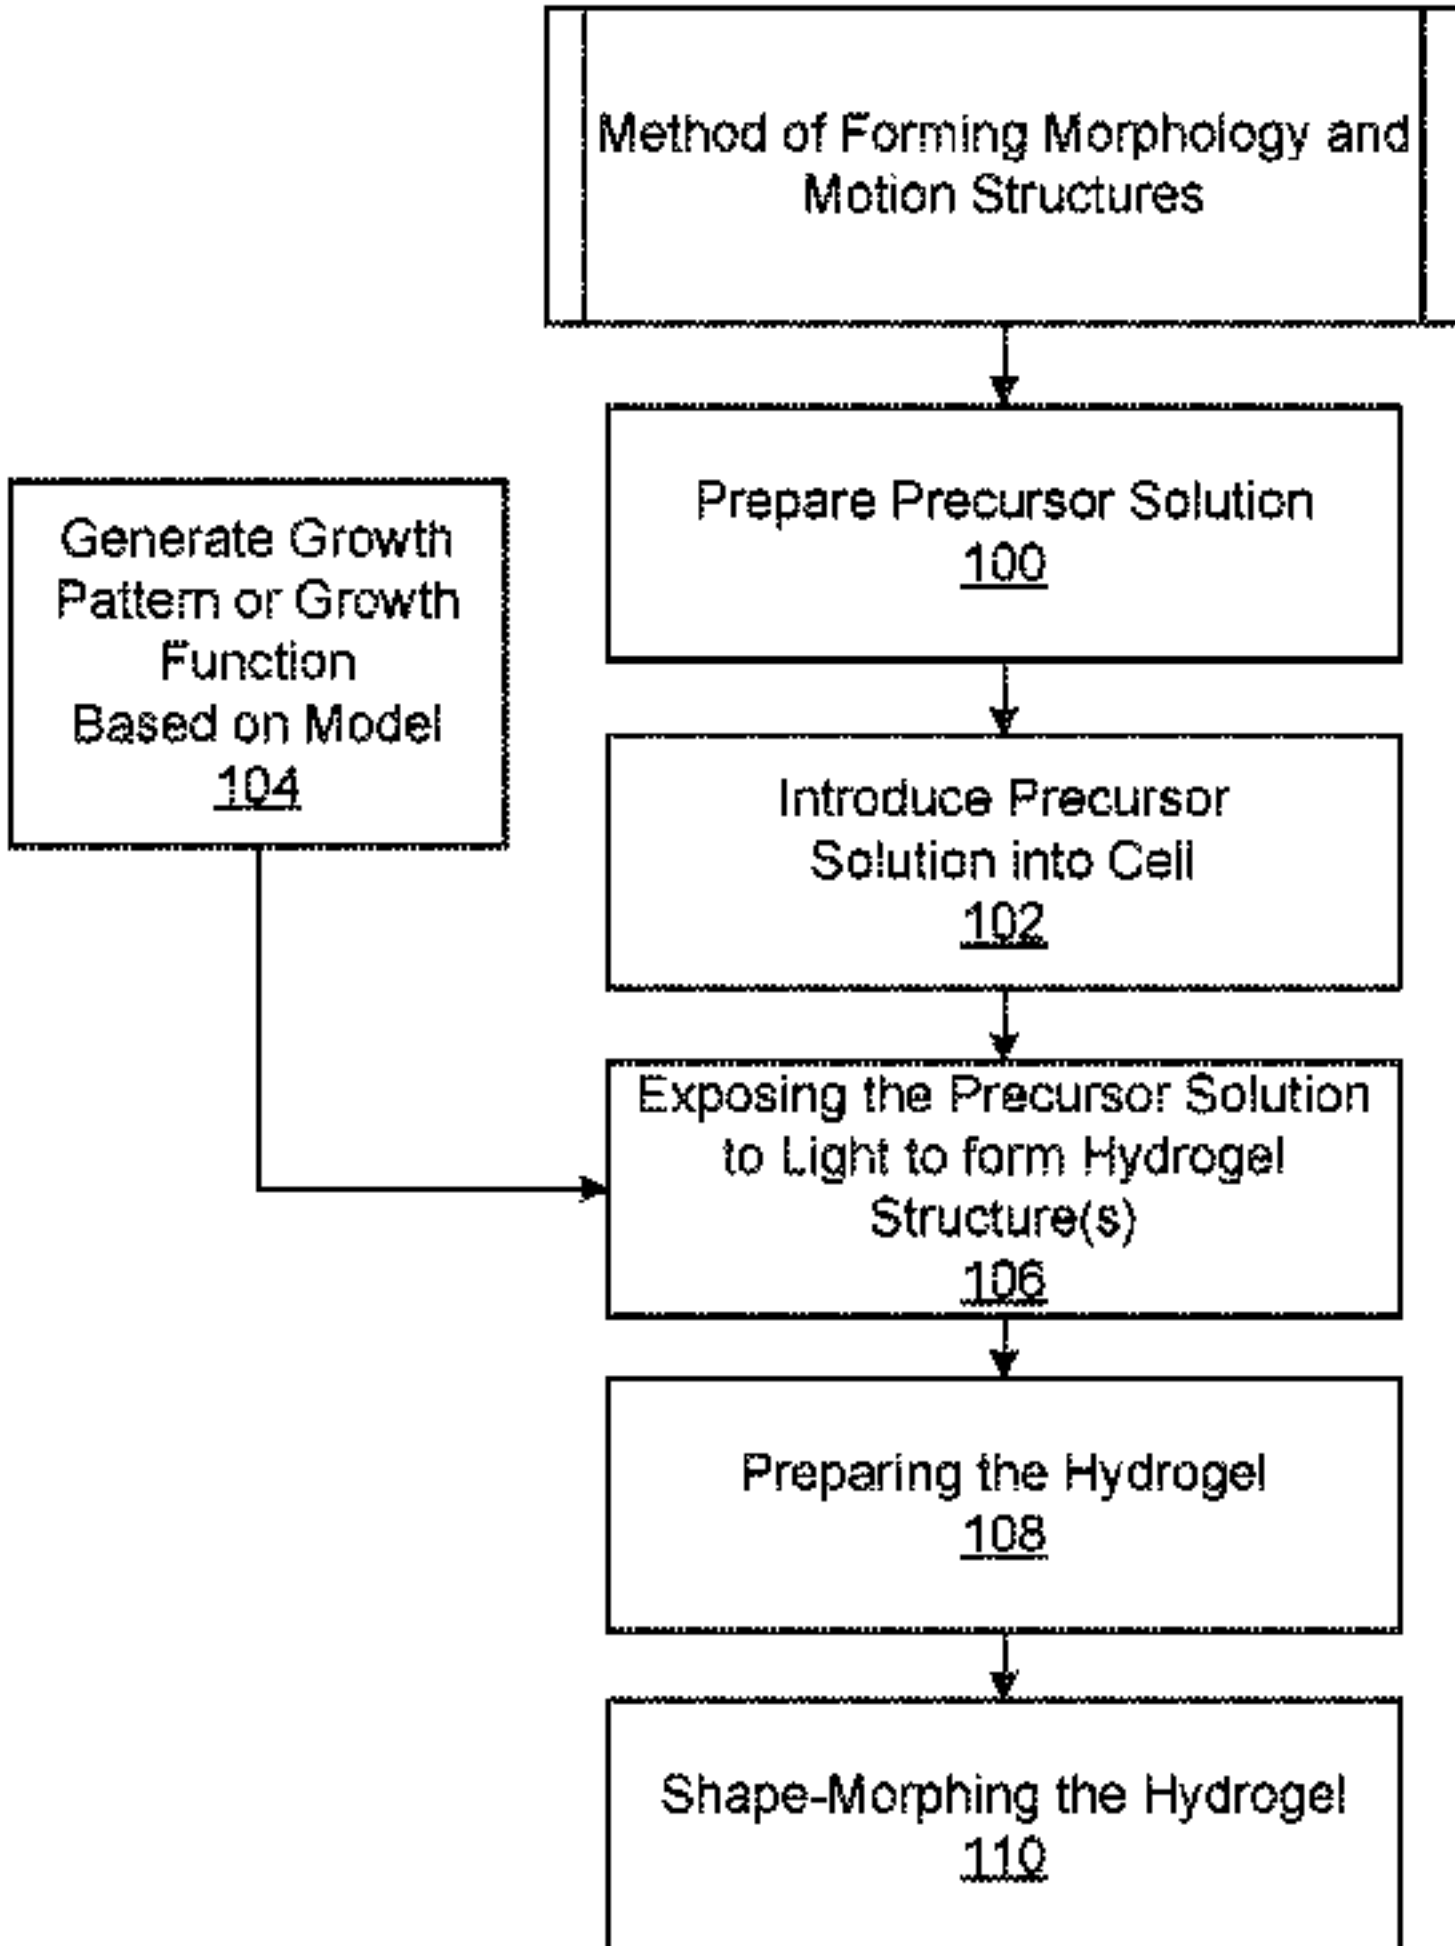 Method of Forming Morphology and
Motion Structures
Prepare Precursor Solution
100
Generate Growth
Pattern or Growth
Function
Based on Model
104
Introduce Precursor
Solution into Cell
102
Exposing the Precursor Solution
to Light to form Hydrogel
Structure(s)
106
Preparing the Hydrogel
108
Shape-Morphing the Hydrogel
110